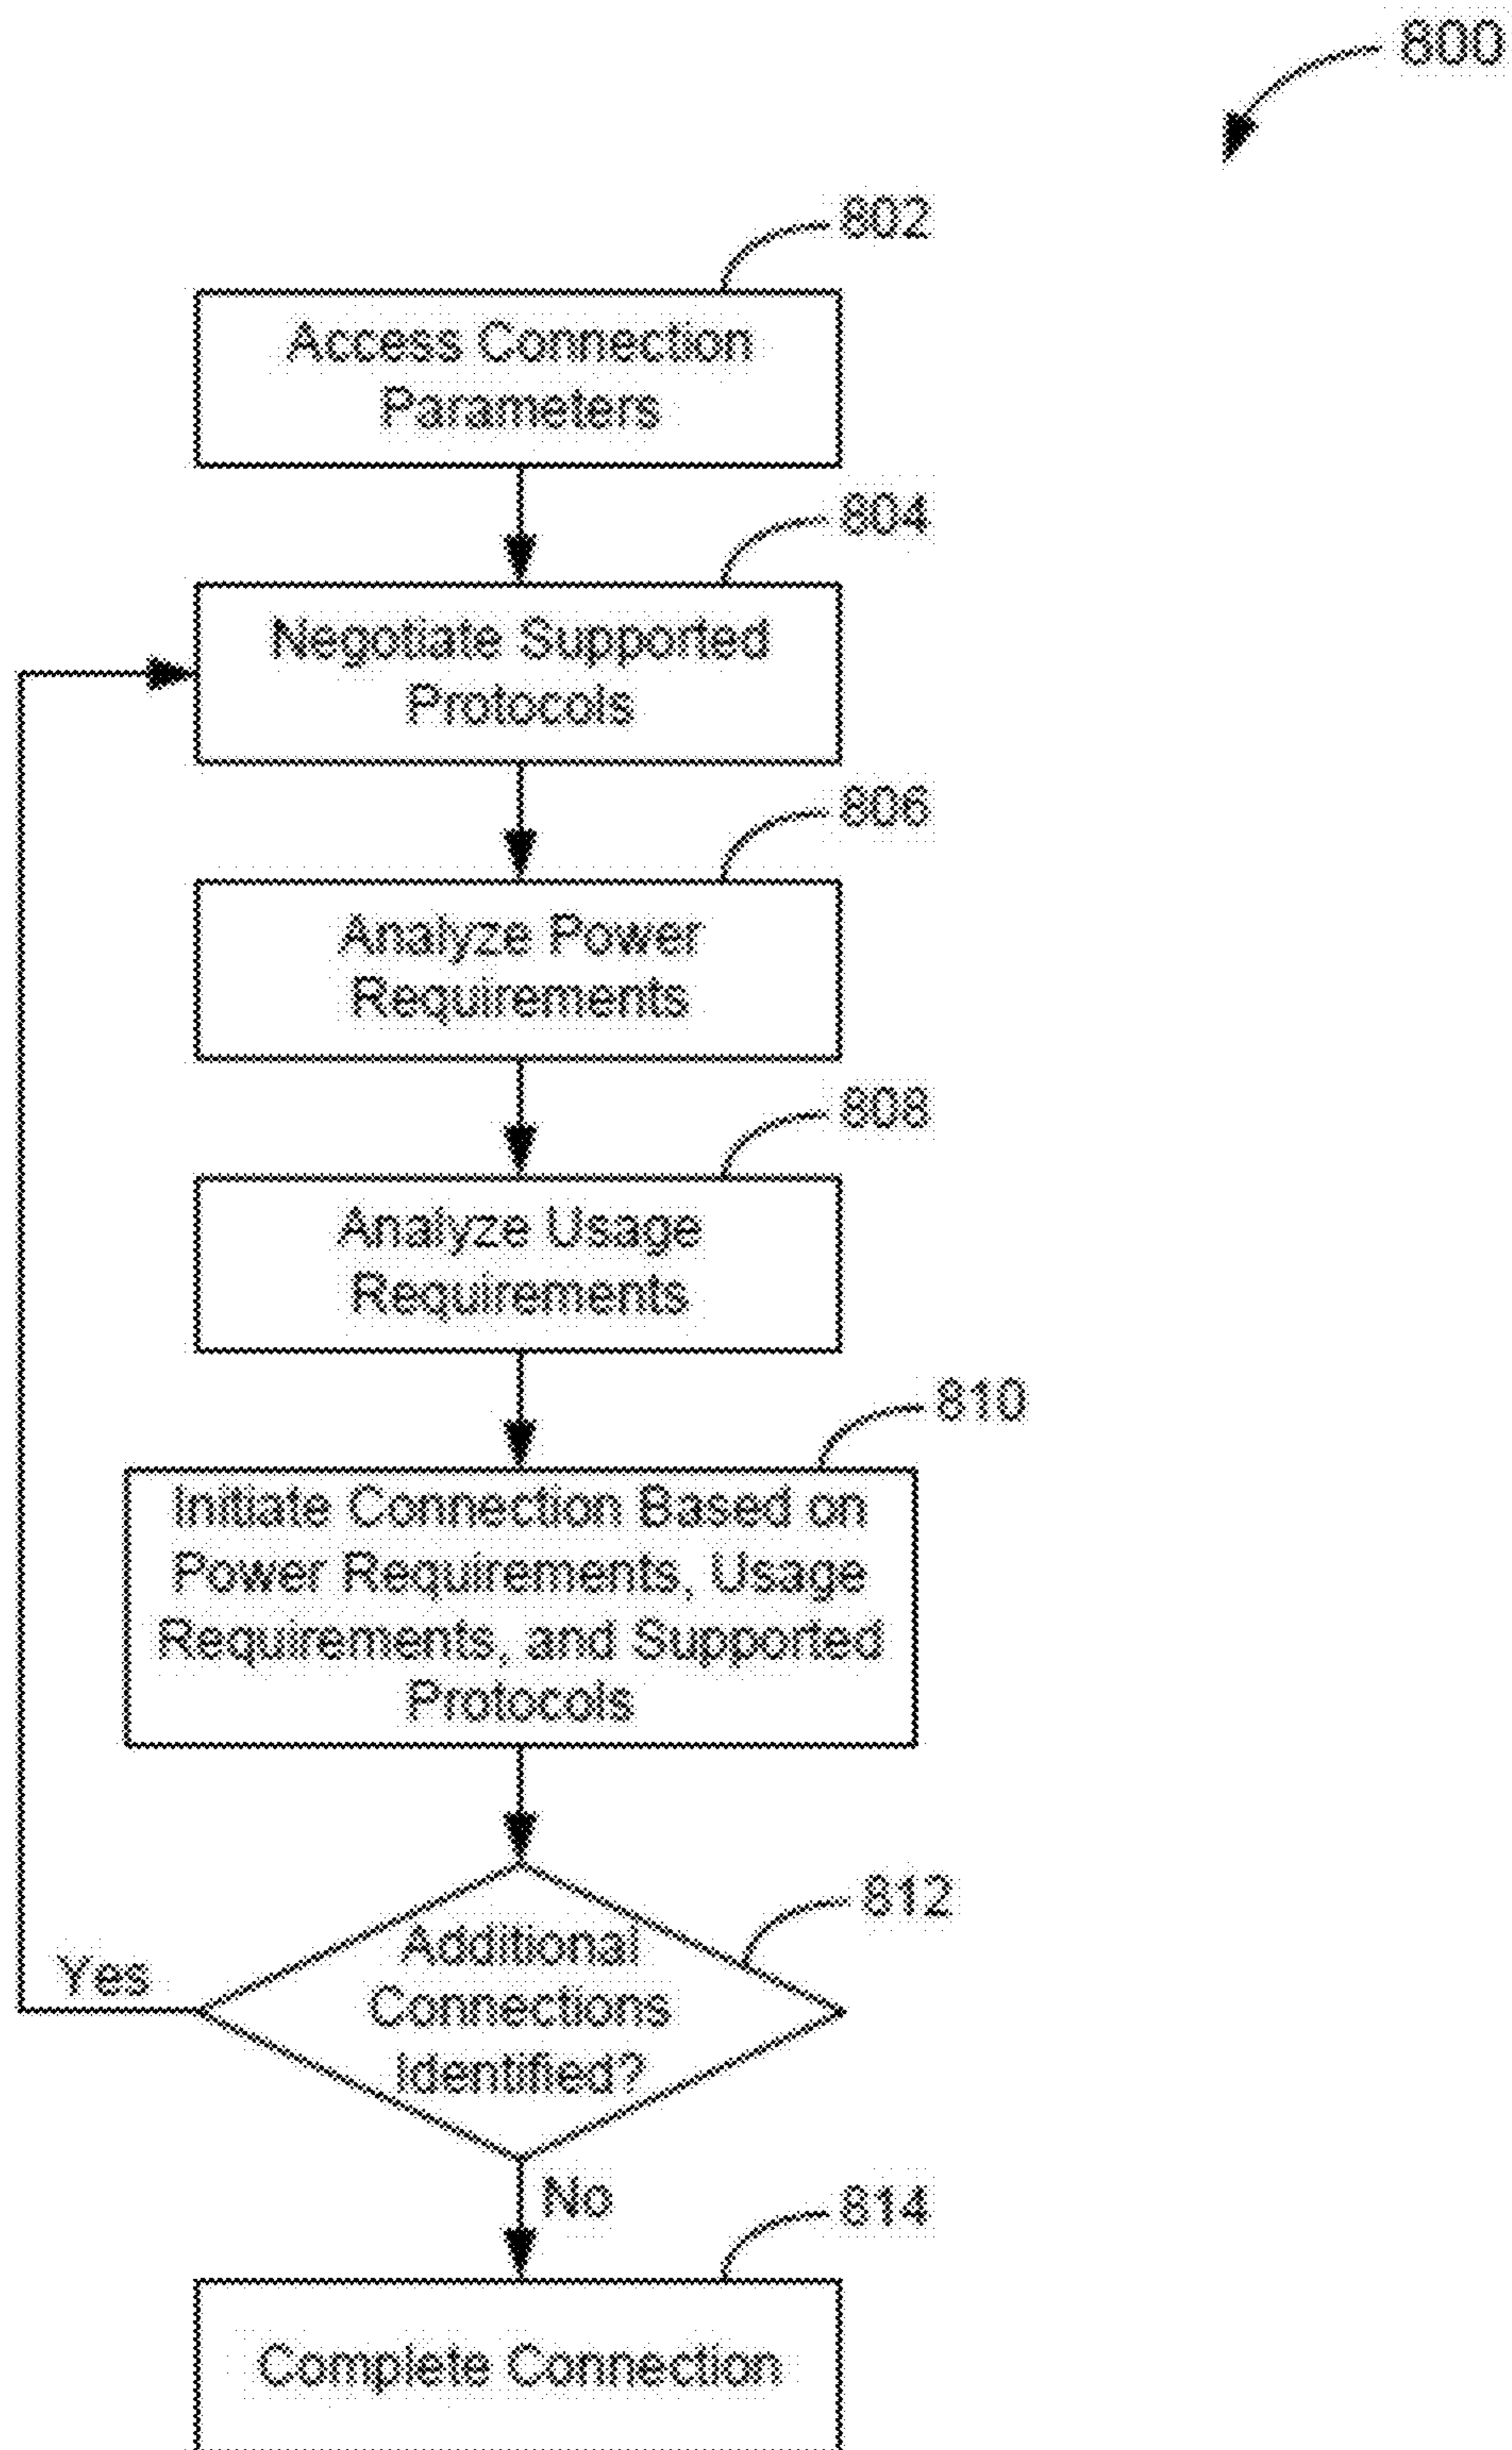 800
802
Access Connection
Parameters
804
Negotiate Supported
Protocols
806
Analyze Power
Requirements
808
Analyze Usage
Requirements
810
Initiate Connection Based on
Power Requirements, Usage
Requirements, and Supported
Protocols
812
Additional
Connections
Identified?
Yes
No
814
Complete Connection